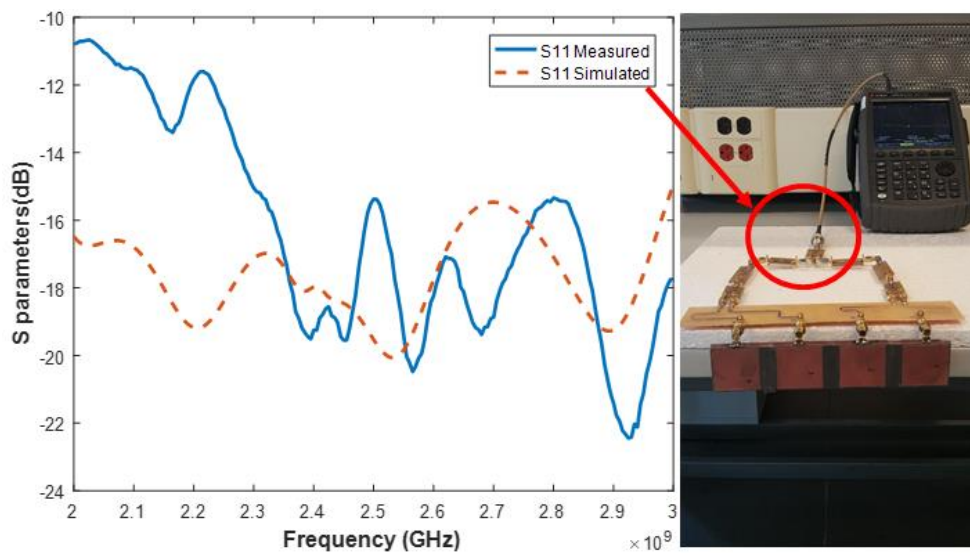 S parameters(dB)
-10
-12
-14
-16
-18
-20
-22
-24
S11 Measured
S11 Simulated
2 2.1 2.2 2.3 2.4 2.5 2.6 2.7 2.8 2.9 3
Frequency (GHz)
× 10⁹